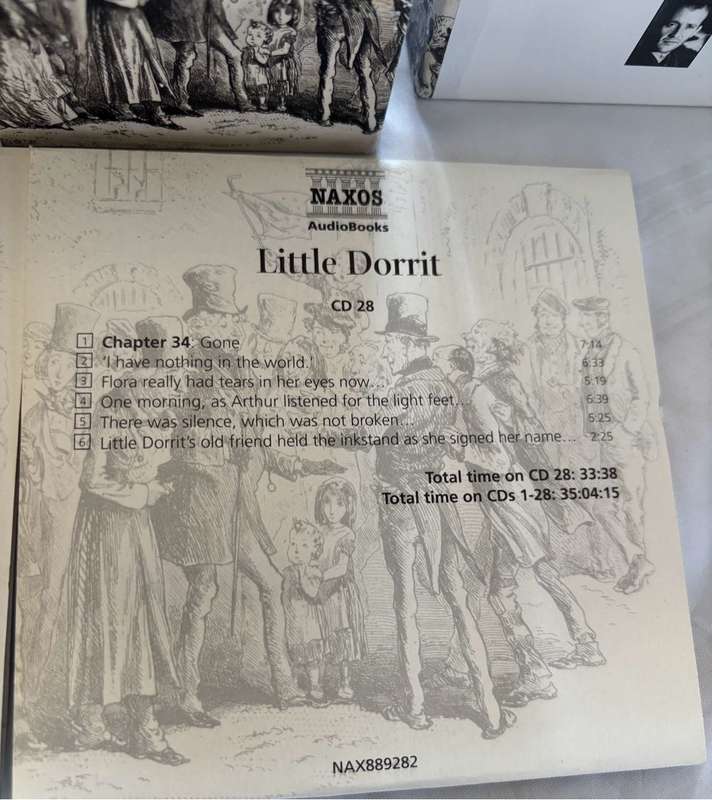 NAXOS
AudioBooks
Little Dorrit
CD 28
1 Chapter 34: Gone 7:14
2 'I have nothing in the world.' 6:33
3 Flora really had tears in her eyes now... 5:19
4 One morning, as Arthur listened for the light feet... 6:39
5 There was silence, which was not broken... 5:25
6 Little Dorrit's old friend held the inkstand as she signed her name... 2:25
Total time on CD 28: 33:38
Total time on CDs 1-28: 35:04:15
NAX889282